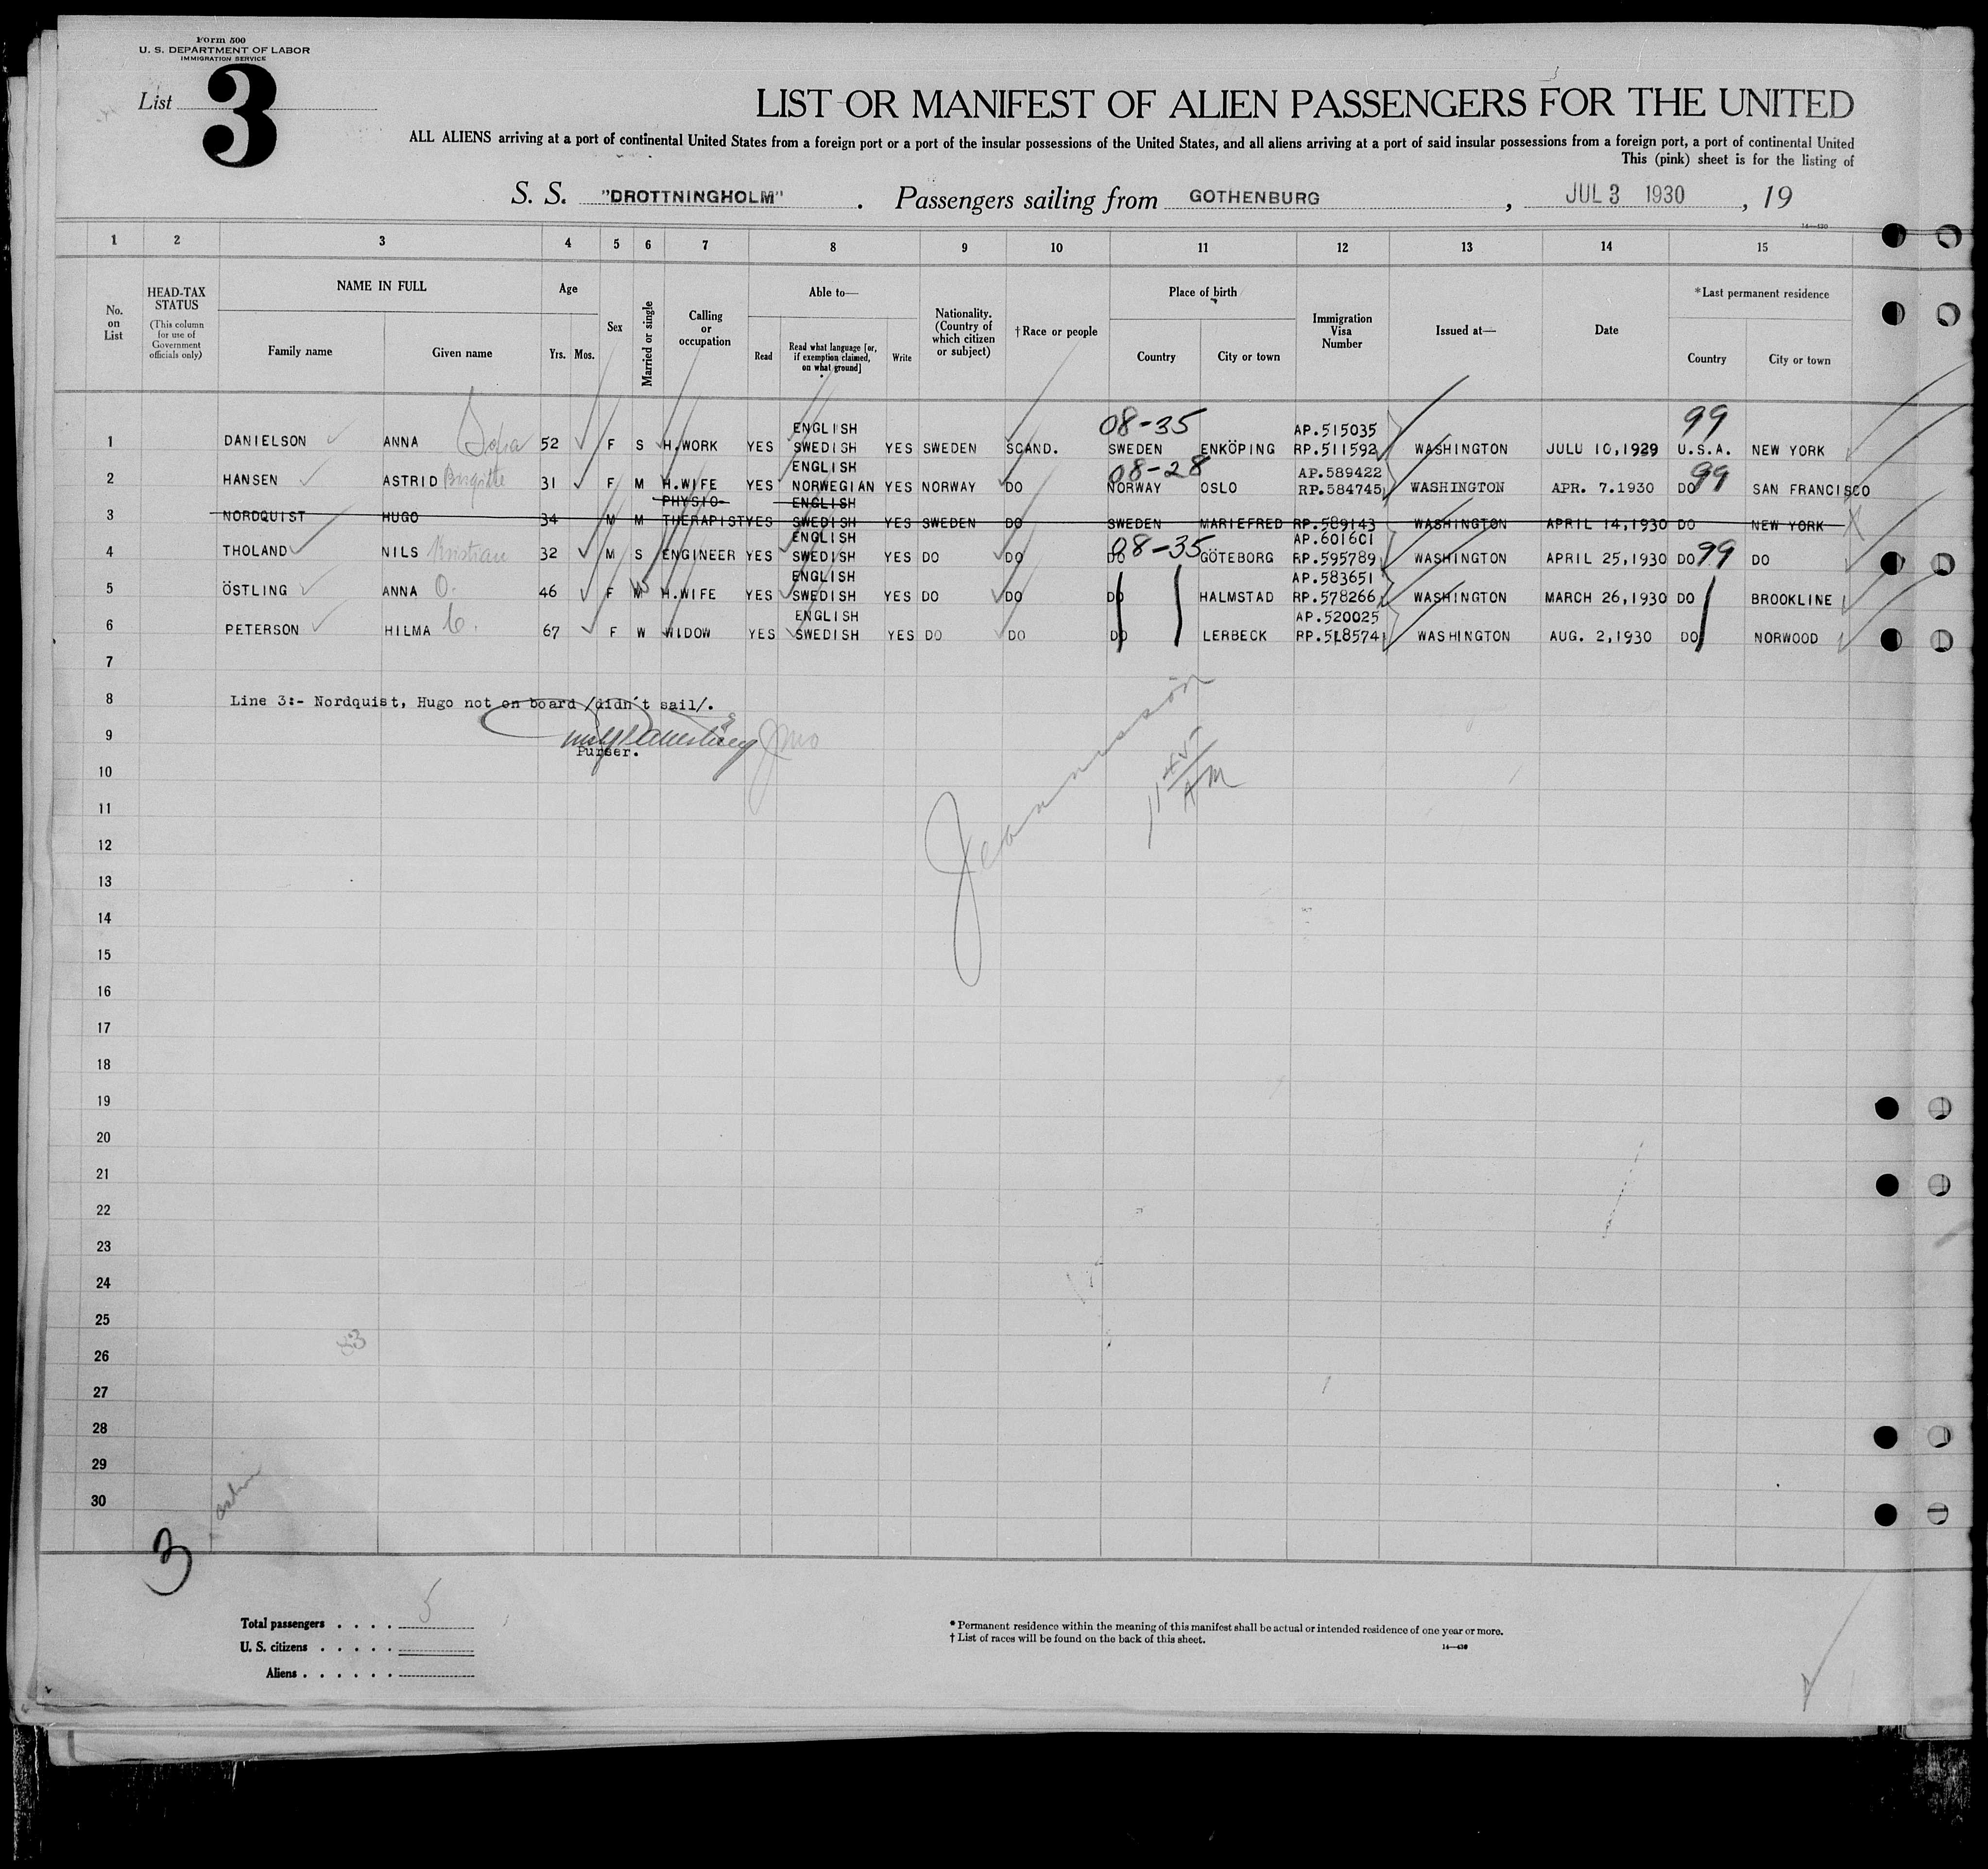 Form 500
U. S. DEPARTMENT OF LABOR
IMMIGRATION SERVICE
List 3
LIST OR MANIFEST OF ALIEN PASSENGERS FOR THE UNITED
ALL ALIENS arriving at a port of continental United States from a foreign port or a port of the insular possessions of the United States, and all aliens arriving at a port of said insular possessions from a foreign port, a port of continental United
This (pink) sheet is for the listing of
S. S. "DROTTNINGHOLM" . Passengers sailing from GOTHENBURG , JUL 3 1930 , 19
14—430
1 2 3 4 5 6 7 8 9 10 11 12 13 14 15
No. on List
HEAD-TAX STATUS (This column for use of Government officials only)
NAME IN FULL
Family name Given name
Age
Yrs. Mos.
Sex
Married or single
Calling or occupation
Able to—
Read
Read what language [or, if exemption claimed, on what ground]
Write
Nationality. (Country of which citizen or subject)
†Race or people
Place of birth
Country City or town
Immigration Visa Number
Issued at—
Date
*Last permanent residence
Country City or town
08-35 99
ENGLISH AP.515035
1 DANIELSON ANNA Sofia 52 F S H.WORK YES SWEDISH YES SWEDEN SCAND. SWEDEN ENKÖPING RP.511592 WASHINGTON JULU 10,1929 U.S.A. NEW YORK
ENGLISH 08-28 AP.589422 99
2 HANSEN ASTRID Birgitte 31 F M H.WIFE YES NORWEGIAN YES NORWAY DO NORWAY OSLO RP.584745 WASHINGTON APR. 7.1930 DO SAN FRANCISCO
PHYSIO- ENGLISH
3 NORDQUIST HUGO 34 M M THERAPIST YES SWEDISH YES SWEDEN DO SWEDEN MARIEFRED RP.589143 WASHINGTON APRIL 14,1930 DO NEW YORK
ENGLISH 08-35 AP.601601 99
4 THOLAND NILS Kristian 32 M S ENGINEER YES SWEDISH YES DO DO DO GÖTEBORG RP.595789 WASHINGTON APRIL 25,1930 DO DO
ENGLISH AP.583651
5 ÖSTLING ANNA O. 46 F M H.WIFE YES SWEDISH YES DO DO DO HALMSTAD RP.578266 WASHINGTON MARCH 26,1930 DO BROOKLINE
ENGLISH AP.520025
6 PETERSON HILMA C. 67 F W WIDOW YES SWEDISH YES DO DO DO LERBECK RP.518574 WASHINGTON AUG. 2,1930 DO NORWOOD
7
8 Line 3:- Nordquist, Hugo not on board /didn't sail/.
9
Purser.
10
11 45 AM
11
12
13
14
15
16
17
18
19
20
21
22
23
24
25
26
27
28
29
30
3
Total passengers . . . . 5
U. S. citizens . . . . .
Aliens . . . . . .
* Permanent residence within the meaning of this manifest shall be actual or intended residence of one year or more.
† List of races will be found on the back of this sheet.
14—430